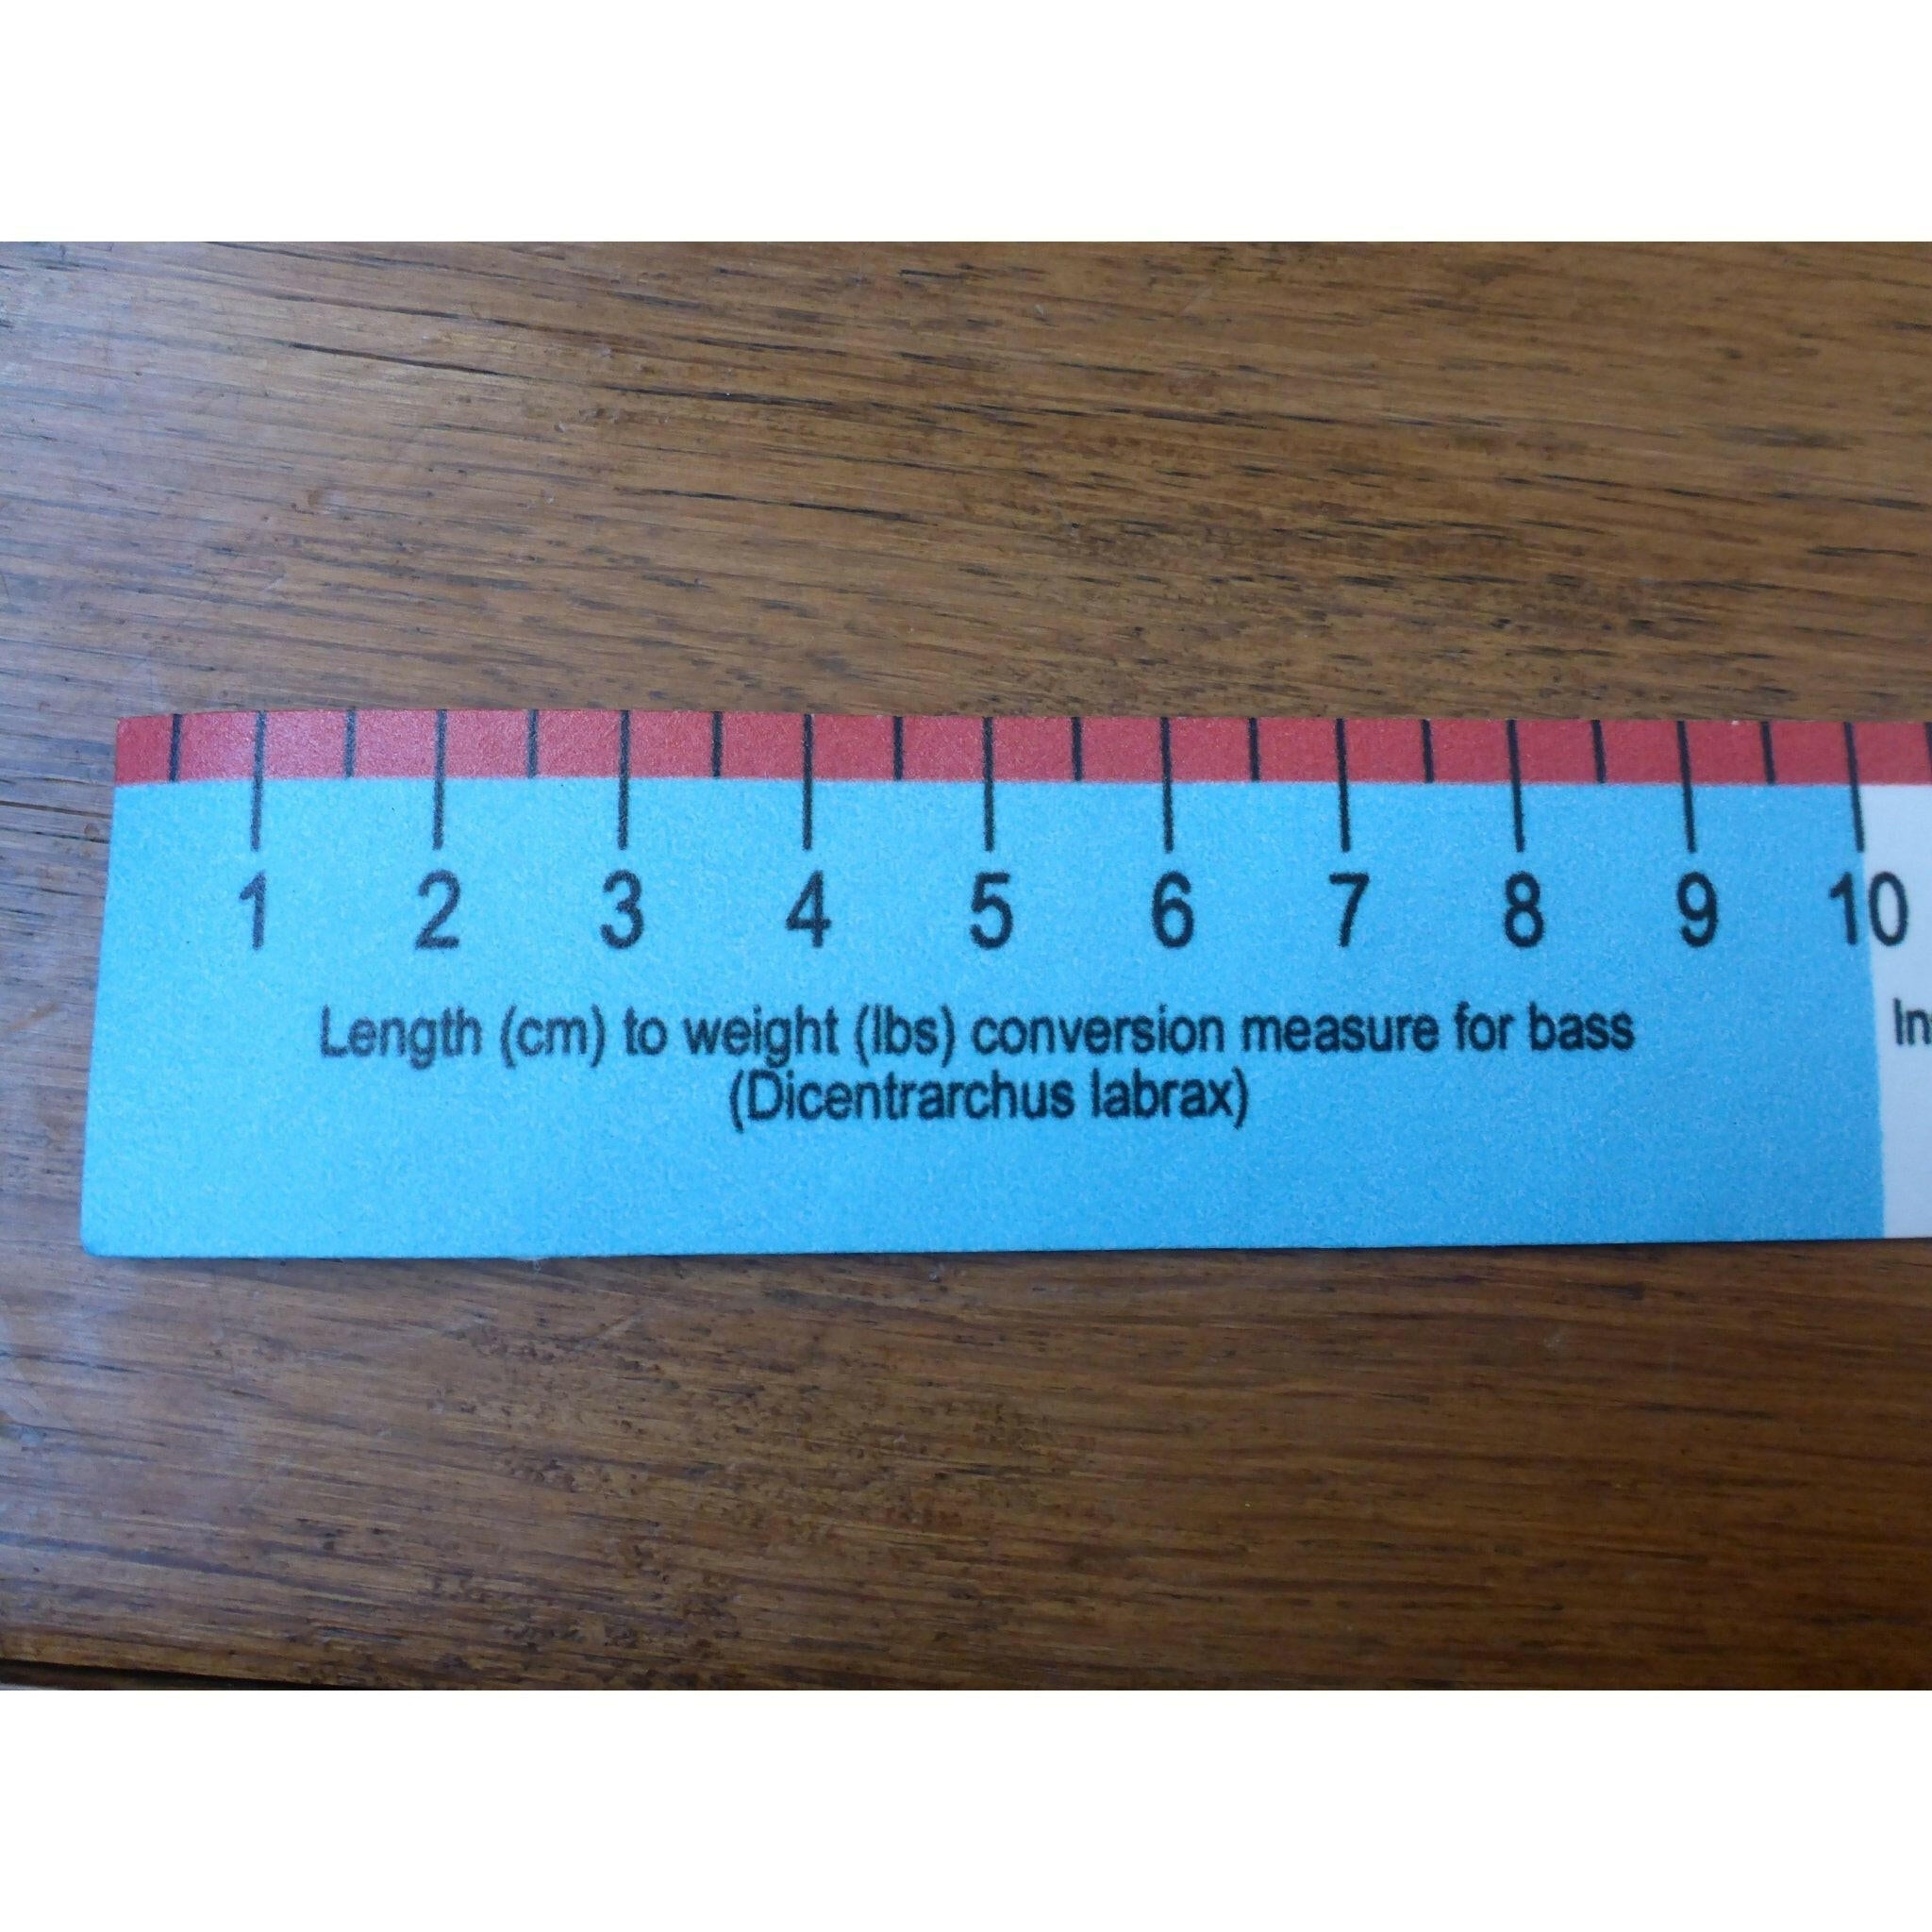 1 2 3 4 5 6 7 8 9 10
Length (cm) to weight (lbs) conversion measure for bass
(Dicentrarchus labrax)